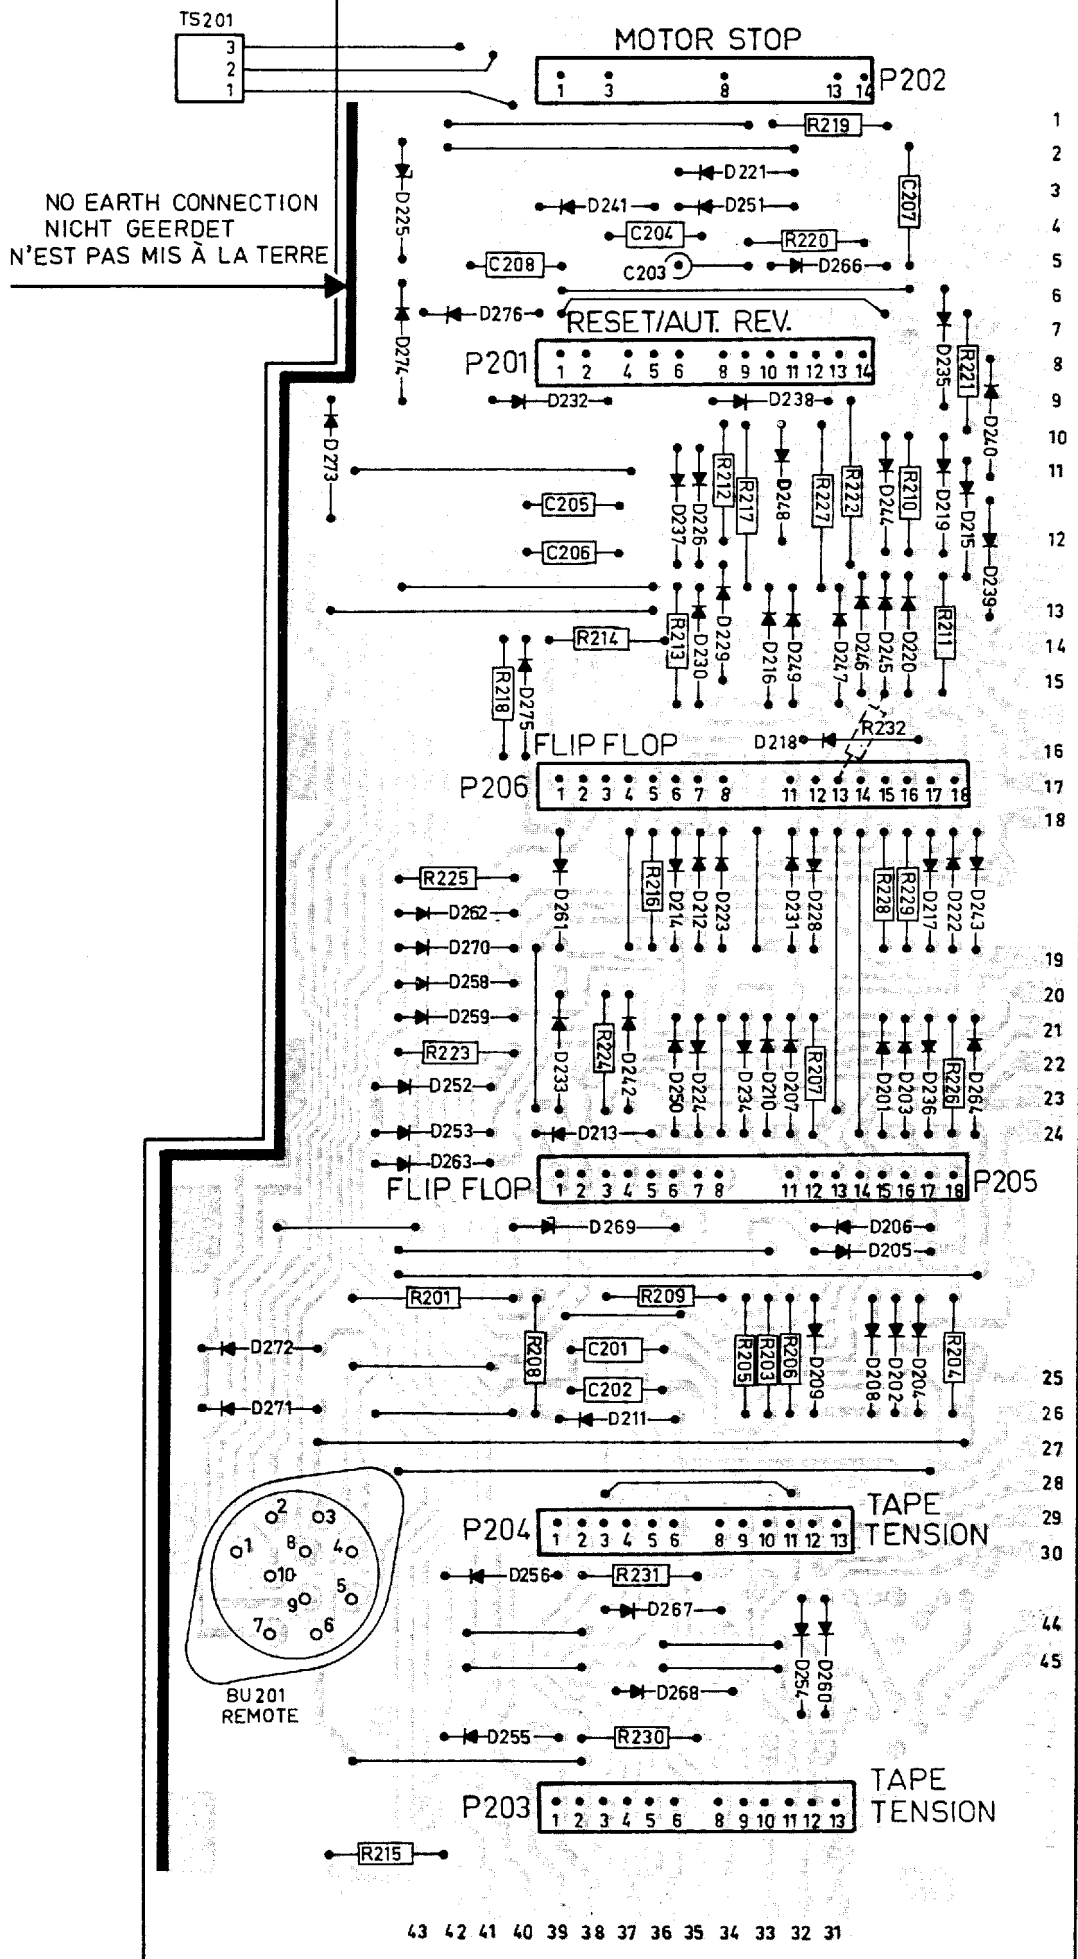 TS201
3
2
1
MOTOR STOP
1 3 8 13 14
P202
R219
1
2
D221
NO EARTH CONNECTION
NICHT GEERDET
N'EST PAS MIS À LA TERRE
D225
D241
D251
C207
3
C204
R220
4
C208
C203
D266
5
6
D274
D276
RESET/AUT. REV.
D235
R221
7
P201
1 2 4 5 6 8 9 10 11 12 13 14
8
D232
D238
D240
9
D273
10
R212
R217
D248
R227
R222
D244
R210
D219
D215
11
C205
D237
D226
C206
12
D239
13
R214
R213
D230
D229
D216
D249
D247
D246
D245
D220
R211
14
R218
D275
15
FLIP FLOP
D218
R232
16
P206
1 2 3 4 5 6 7 8 11 12 13 14 15 16 17 18
17
18
R225
D261
R216
D214
D212
D223
D231
D228
R228
R229
D217
D222
D243
D262
D270
19
D258
20
D259
21
R223
D233
R224
D242
D250
D224
D234
D210
D207
R207
D201
D203
D236
R226
D264
22
D252
23
D253
D213
24
D263
FLIP FLOP
1 2 3 4 5 6 7 8 11 12 13 14 15 16 17 18
P205
D269
D206
D205
R201
R209
D272
R208
C201
R205
R203
R206
D209
D208
D202
D204
R204
25
C202
D271
D211
26
27
28
TAPE
TENSION
P204
1 2 3 4 5 6 8 9 10 11 12 13
29
30
2 3
1 8 4
10
9 5
7 6
D256
R231
D267
44
D254
D260
45
BU201
REMOTE
D268
D255
R230
TAPE
TENSION
P203
1 2 3 4 5 6 8 9 10 11 12 13
R215
43 42 41 40 39 38 37 36 35 34 33 32 31